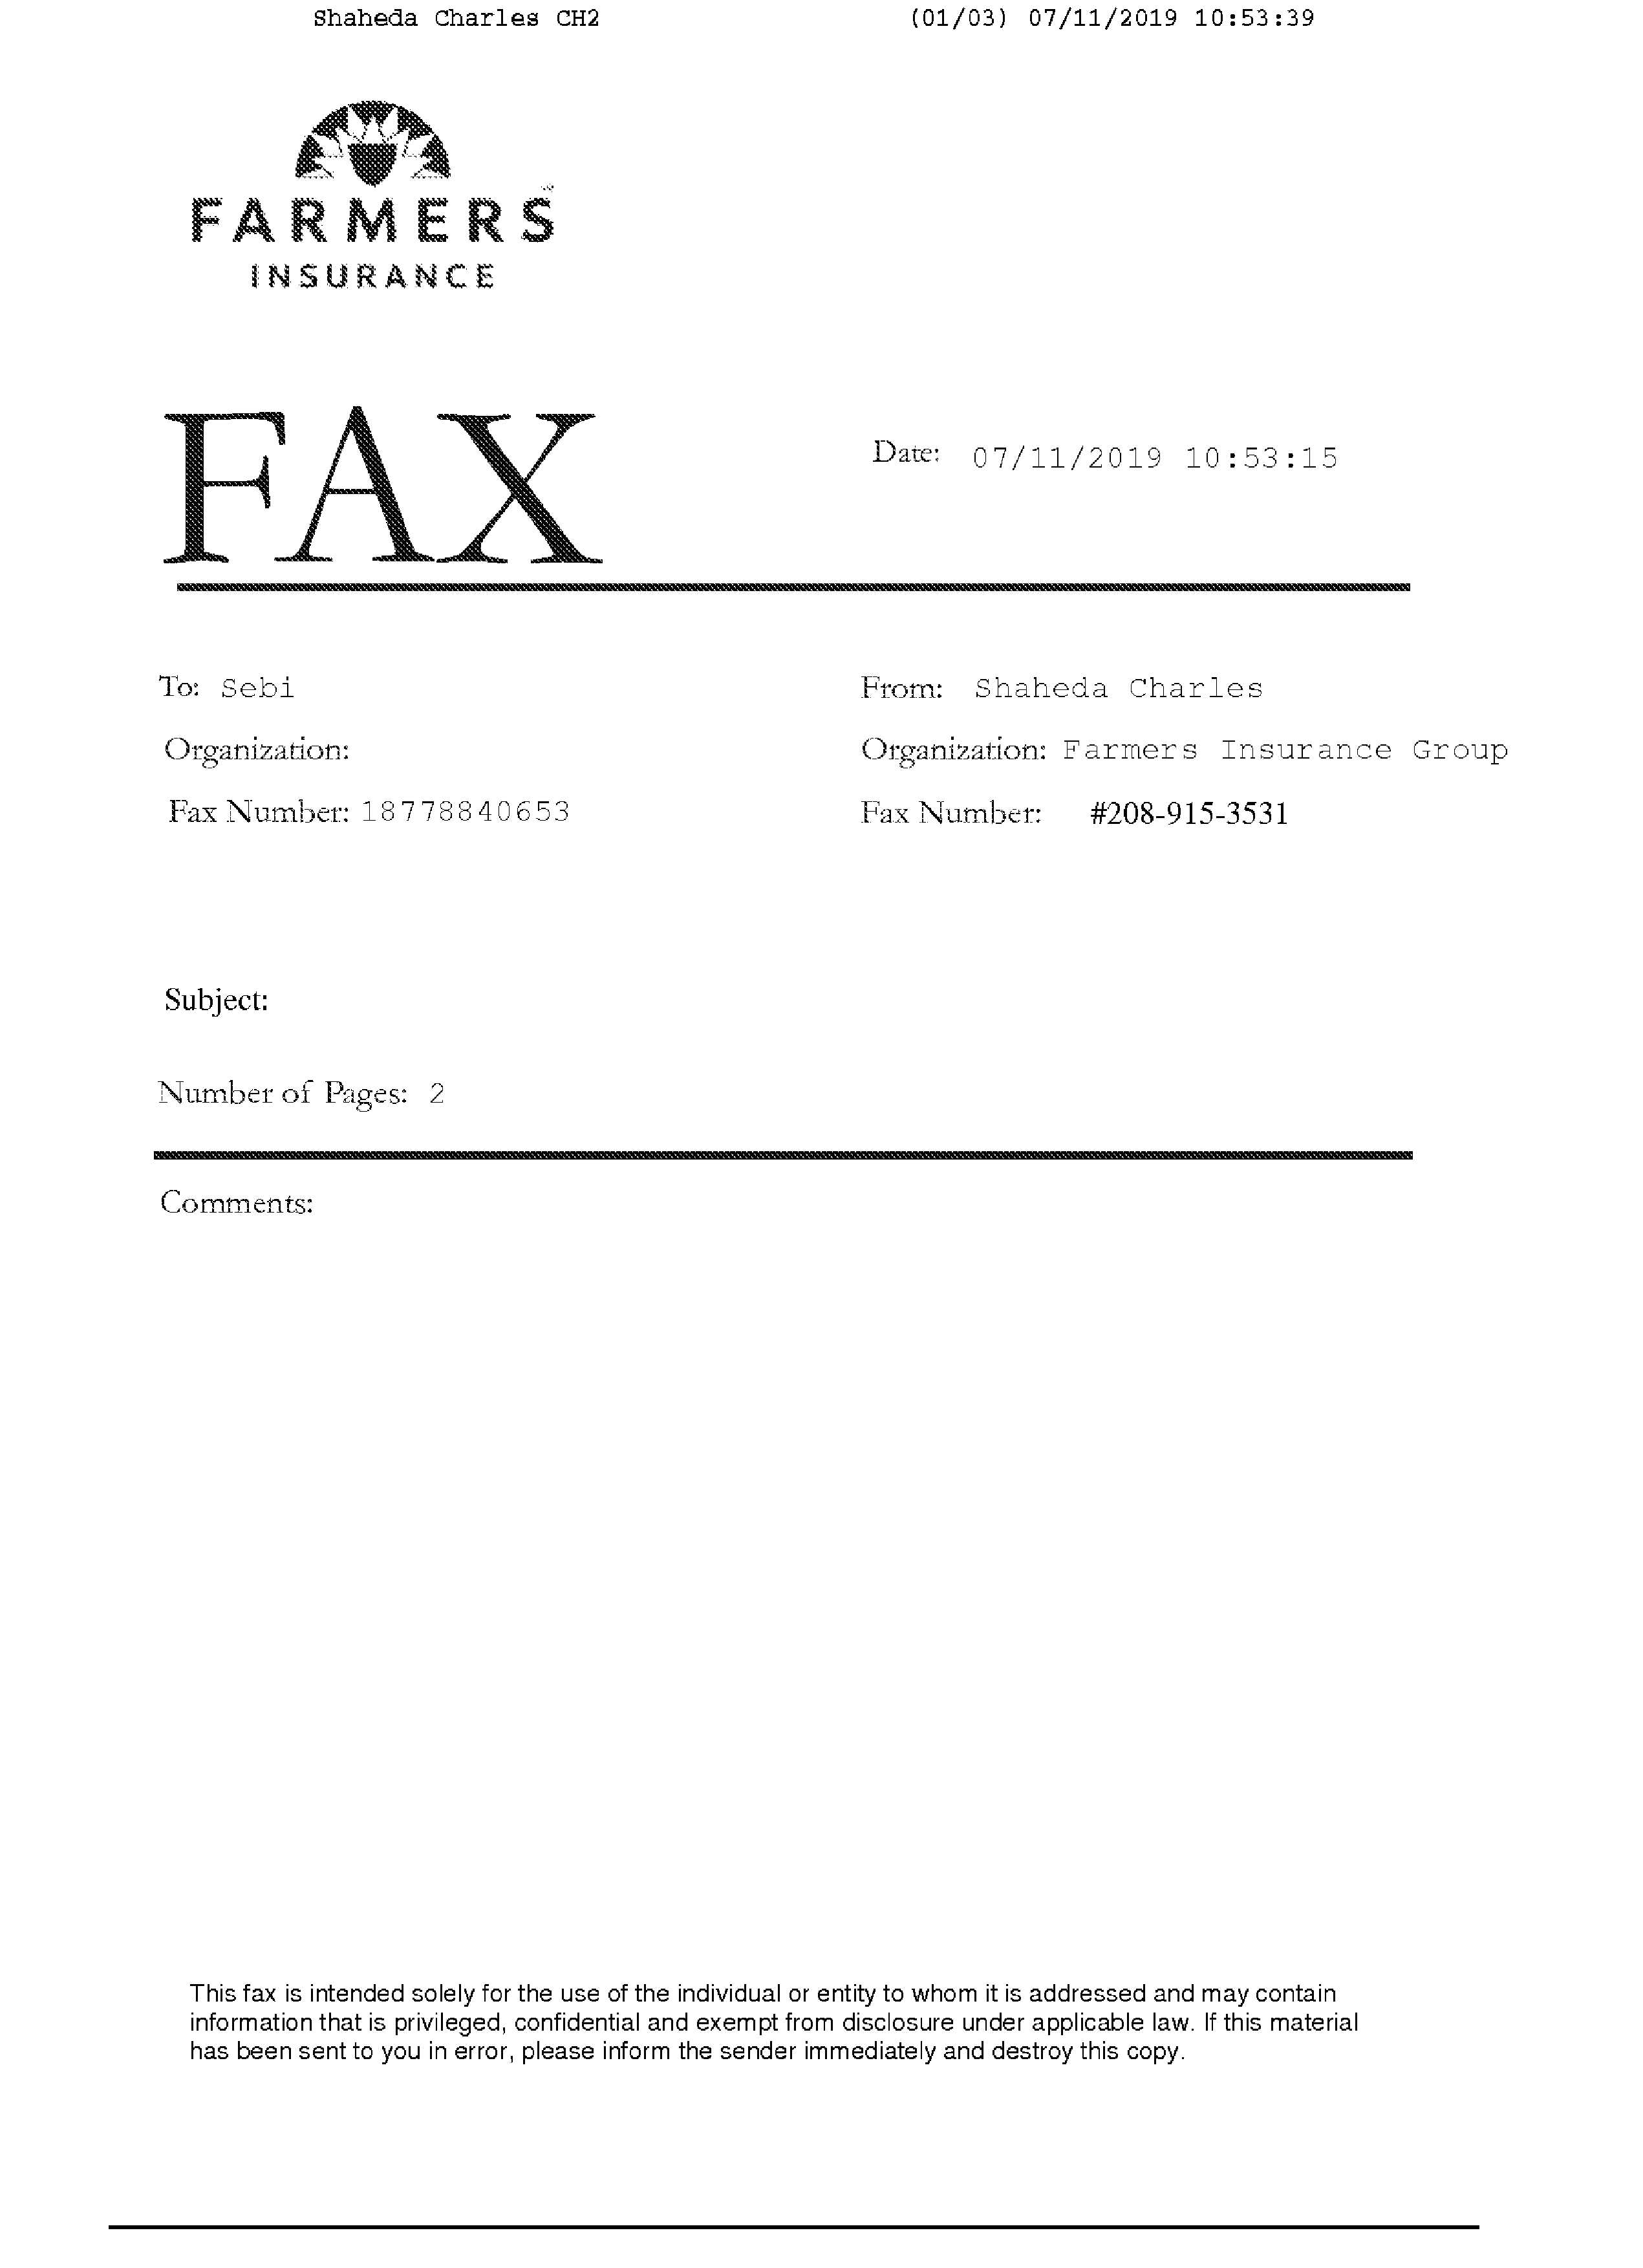 Shaheda Charles CH2 (01/03) 07/11/2019 10:53:39
FARMERS
INSURANCE
FAX
Date: 07/11/2019 10:53:15
To: Sebi
From: Shaheda Charles
Organization:
Organization: Farmers Insurance Group
Fax Number: 18778840653
Fax Number: #208-915-3531
Subject:
Number of Pages: 2
Comments:
This fax is intended solely for the use of the individual or entity to whom it is addressed and may contain
information that is privileged, confidential and exempt from disclosure under applicable law. If this material
has been sent to you in error, please inform the sender immediately and destroy this copy.